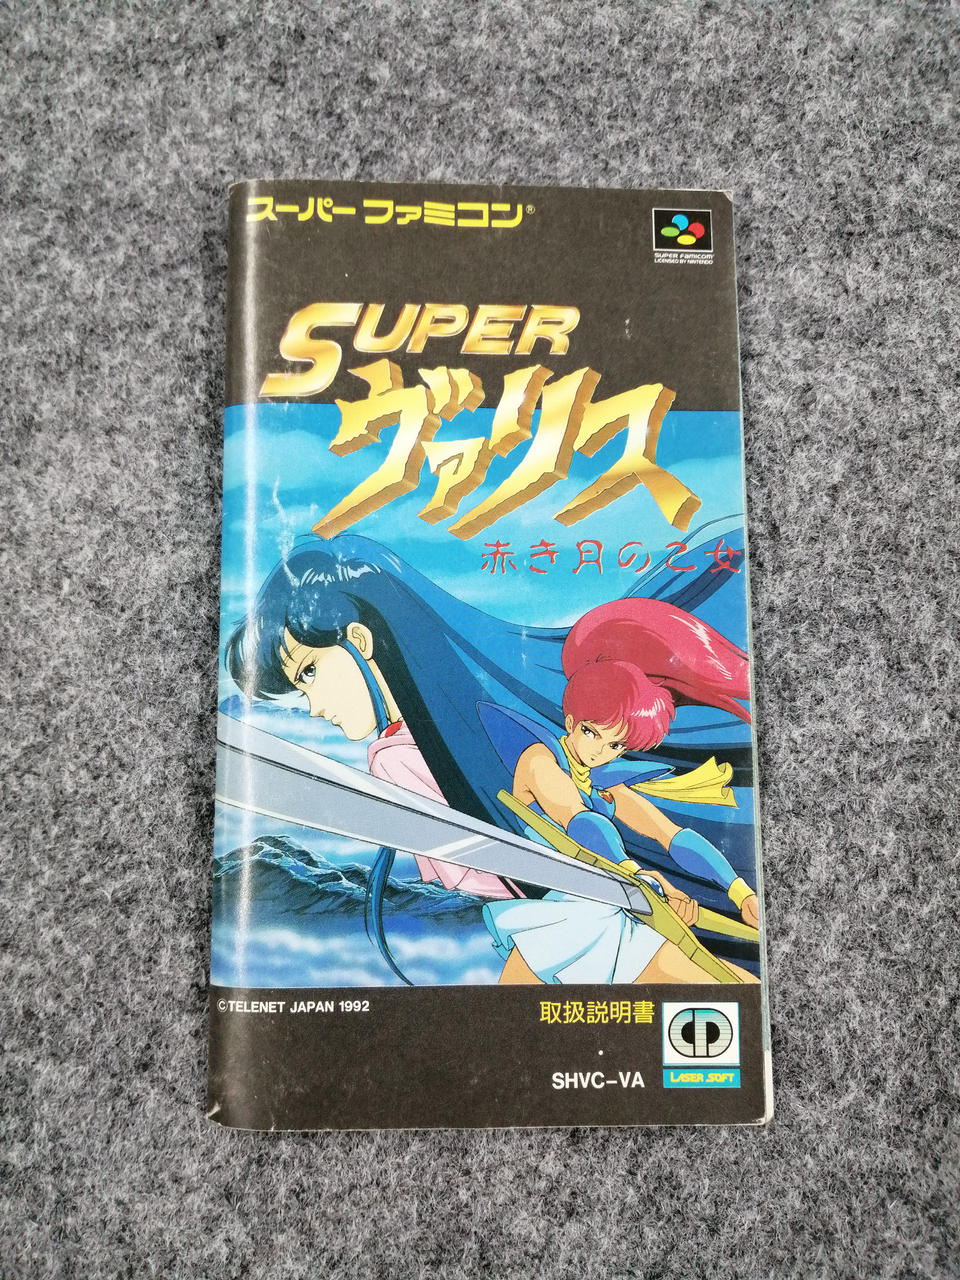 スーパーファミコン®
SUPER FAMICOM
LICENSED BY NINTENDO
SUPER
ヴァリス
赤き月の乙女
©TELENET JAPAN 1992
取扱説明書
SHVC-VA
LASER SOFT